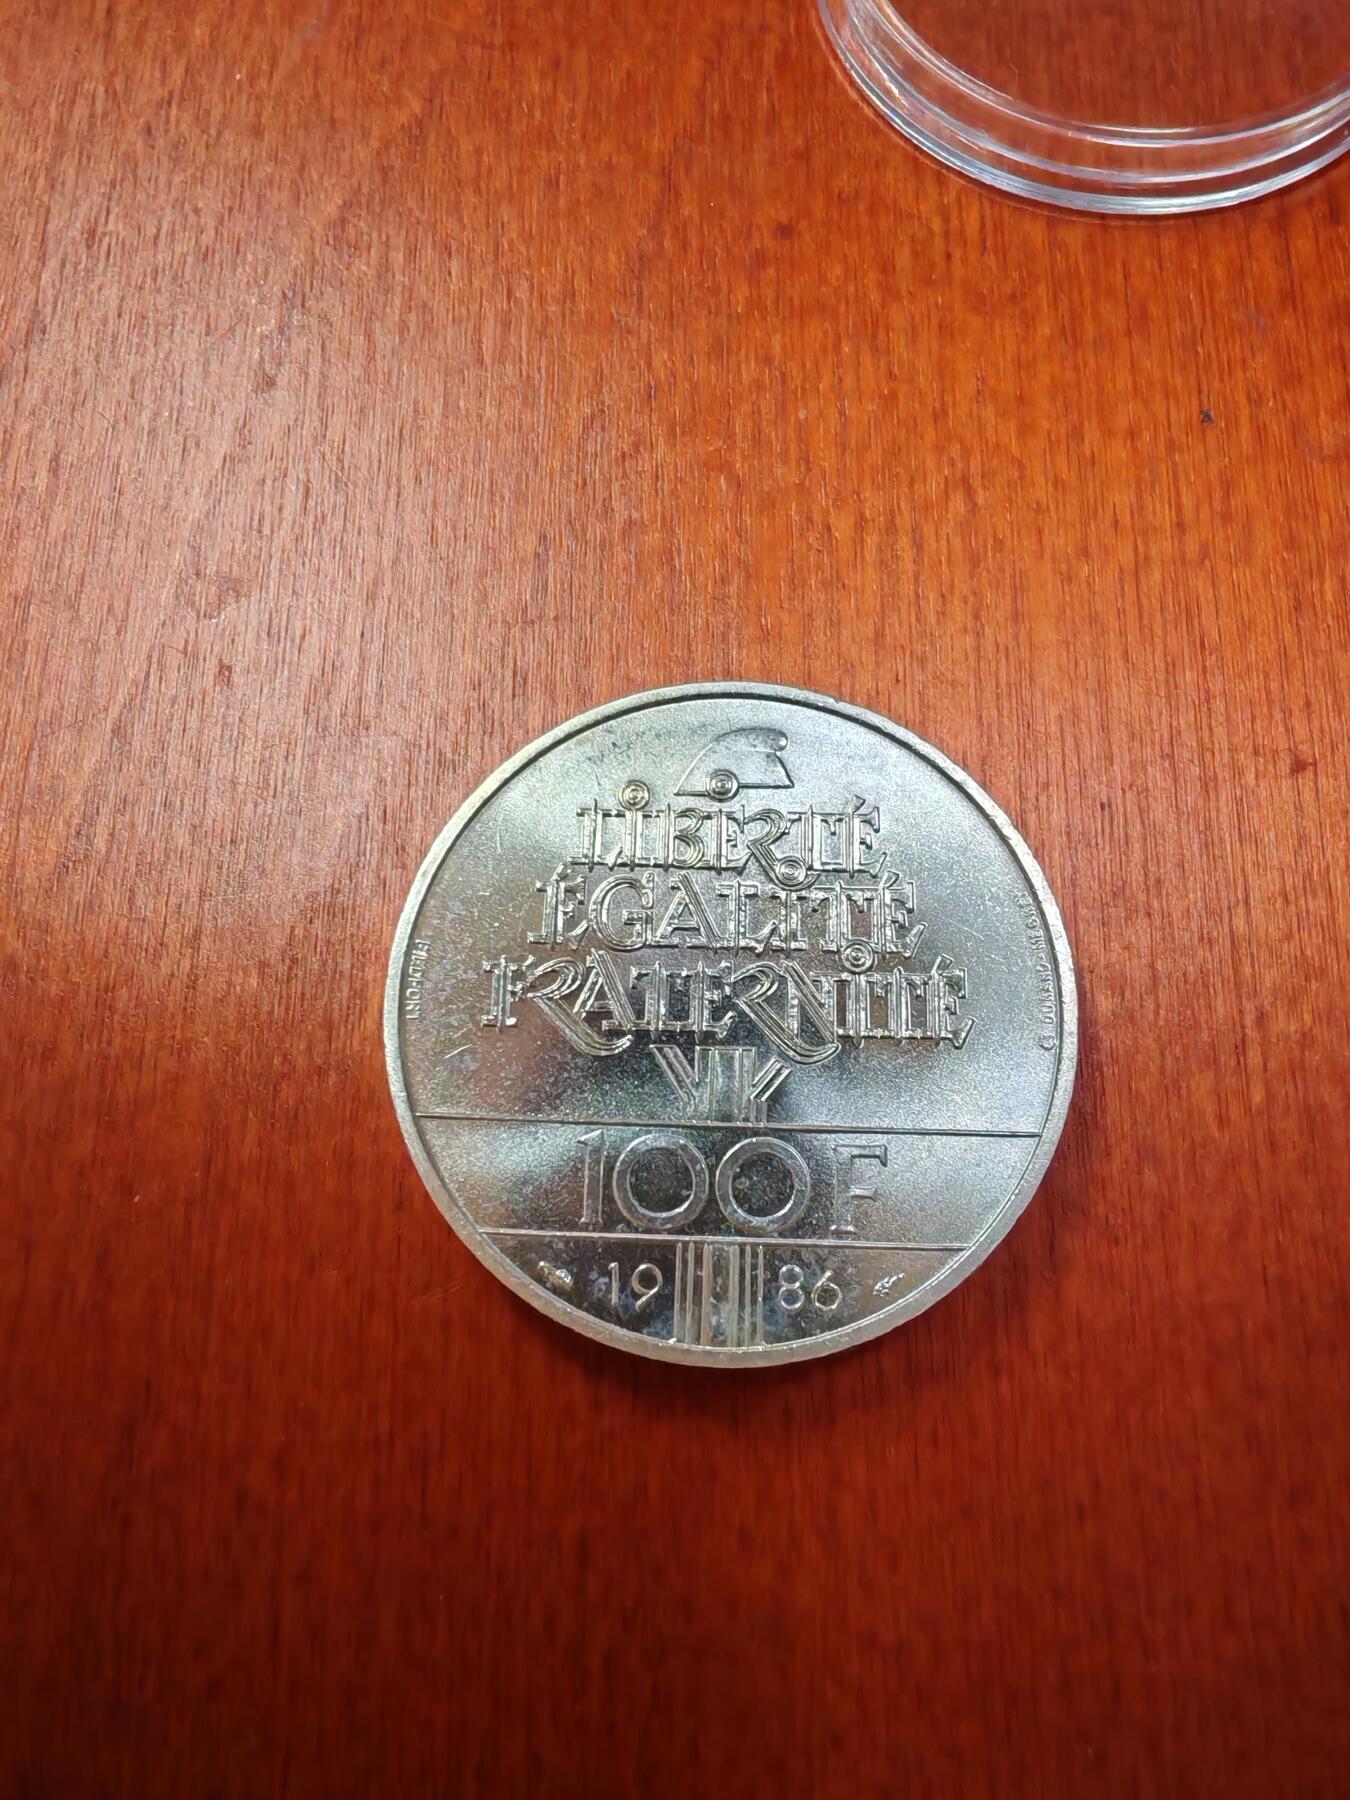 LIBERTÉ
ÉGALITÉ
FRATERNITÉ
100 F
19 86